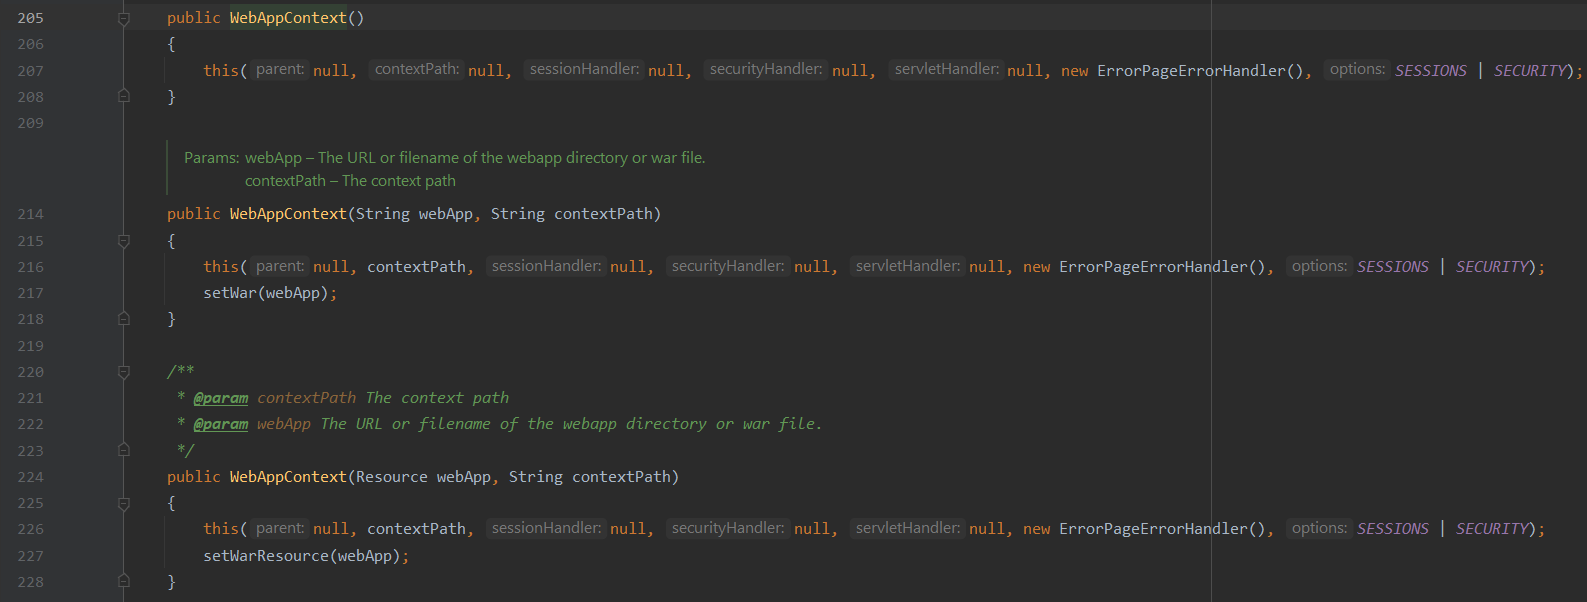 205 public WebAppContext()
206 {
207 this( parent: null, contextPath: null, sessionHandler: null, securityHandler: null, servletHandler: null, new ErrorPageErrorHandler(), options: SESSIONS | SECURITY);
208 }
209
Params: webApp – The URL or filename of the webapp directory or war file.
contextPath – The context path
214 public WebAppContext(String webApp, String contextPath)
215 {
216 this( parent: null, contextPath, sessionHandler: null, securityHandler: null, servletHandler: null, new ErrorPageErrorHandler(), options: SESSIONS | SECURITY);
217 setWar(webApp);
218 }
219
220 /**
221 * @param contextPath The context path
222 * @param webApp The URL or filename of the webapp directory or war file.
223 */
224 public WebAppContext(Resource webApp, String contextPath)
225 {
226 this( parent: null, contextPath, sessionHandler: null, securityHandler: null, servletHandler: null, new ErrorPageErrorHandler(), options: SESSIONS | SECURITY);
227 setWarResource(webApp);
228 }